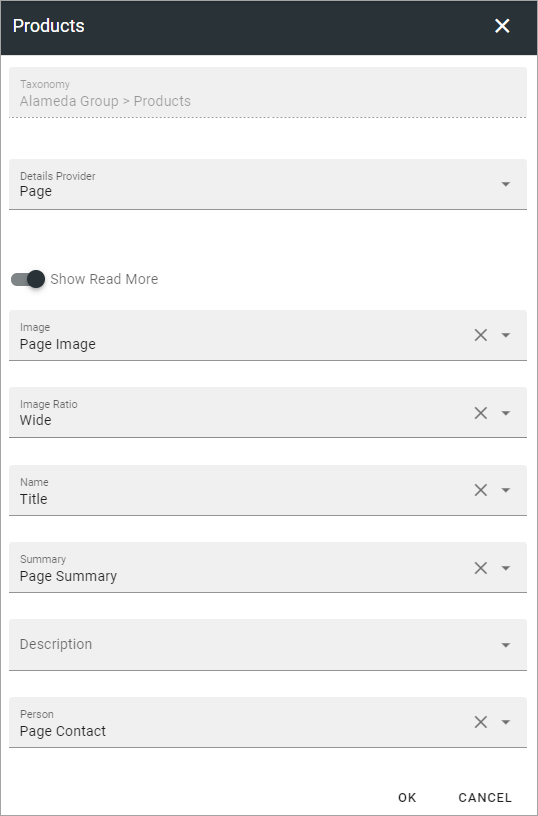 Products
Taxonomy
Alameda Group > Products
Details Provider
Page
Show Read More
Image
Page Image
Image Ratio
Wide
Name
Title
Summary
Page Summary
Description
Person
Page Contact
OK CANCEL